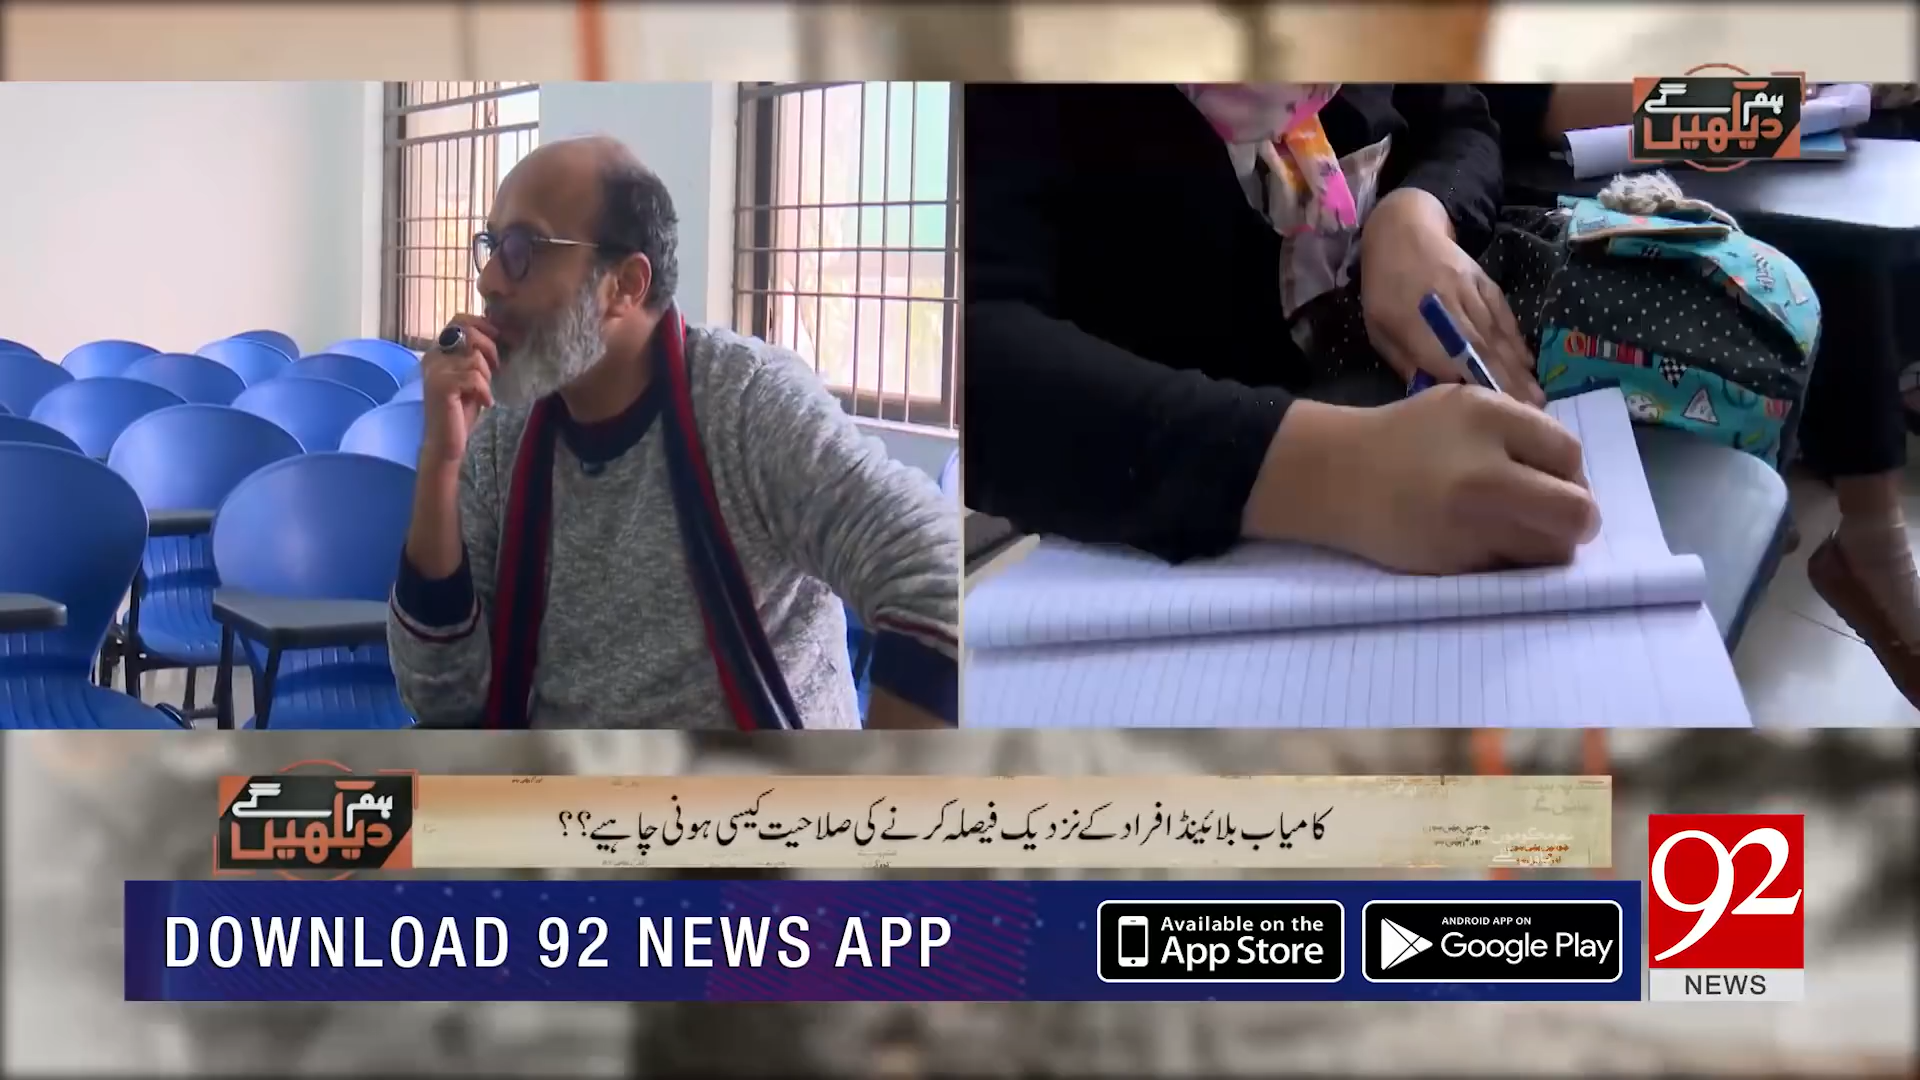 ہم
دیکھیں گے
ہم
دیکھیں گے
کامیاب بلائینڈ افراد کے نزدیک فیصلہ کرنے کی صلاحیت کیسی ہونی چاہیے؟؟
DOWNLOAD 92 NEWS APP
Available on the
App Store
ANDROID APP ON
Google Play
92
NEWS